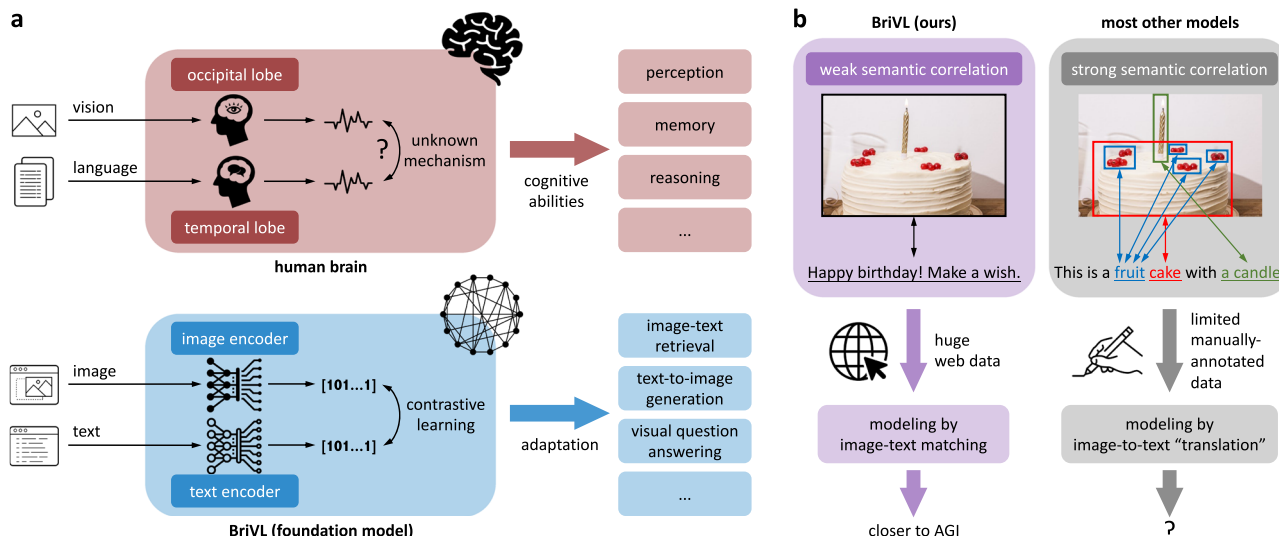 a
occipital lobe
vision
language
?
unknown
mechanism
temporal lobe
human brain
cognitive
abilities
perception
memory
reasoning
...
image encoder
image
[101...1]
text
[101...1]
contrastive
learning
text encoder
BriVL (foundation model)
adaptation
image-text
retrieval
text-to-image
generation
visual question
answering
...
b
BriVL (ours)
weak semantic correlation
Happy birthday! Make a wish.
huge
web data
modeling by
image-text matching
closer to AGI
most other models
strong semantic correlation
This is a fruit cake with a candle
limited
manually-
annotated
data
modeling by
image-to-text “translation”
?